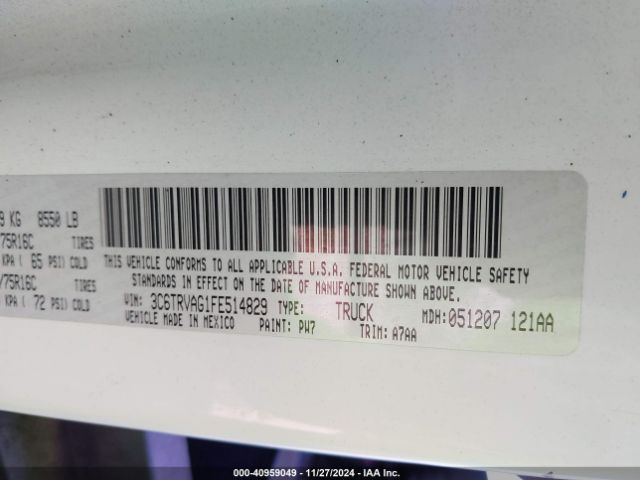 9 KG 8550 LB
75R16C TIRES
KPA ( 65 PSI) COLD
/75R16C TIRES
KPA ( 72 PSI) COLD
THIS VEHICLE CONFORMS TO ALL APPLICABLE U.S.A. FEDERAL MOTOR VEHICLE SAFETY
STANDARDS IN EFFECT ON THE DATE OF MANUFACTURE SHOWN ABOVE.
VIN: 3C6TRVAG1FE514829 TYPE: TRUCK MDH: 051207 121AA
VEHICLE MADE IN MEXICO PAINT: PW7 TRIM: A7AA
000-40959049 - 11/27/2024 - IAA Inc.